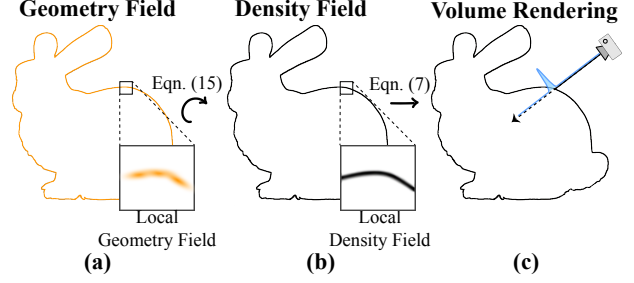 Geometry Field
Density Field
Volume Rendering
Eqn. (15)
Eqn. (7)
Local
Geometry Field
Local
Density Field
(a)
(b)
(c)